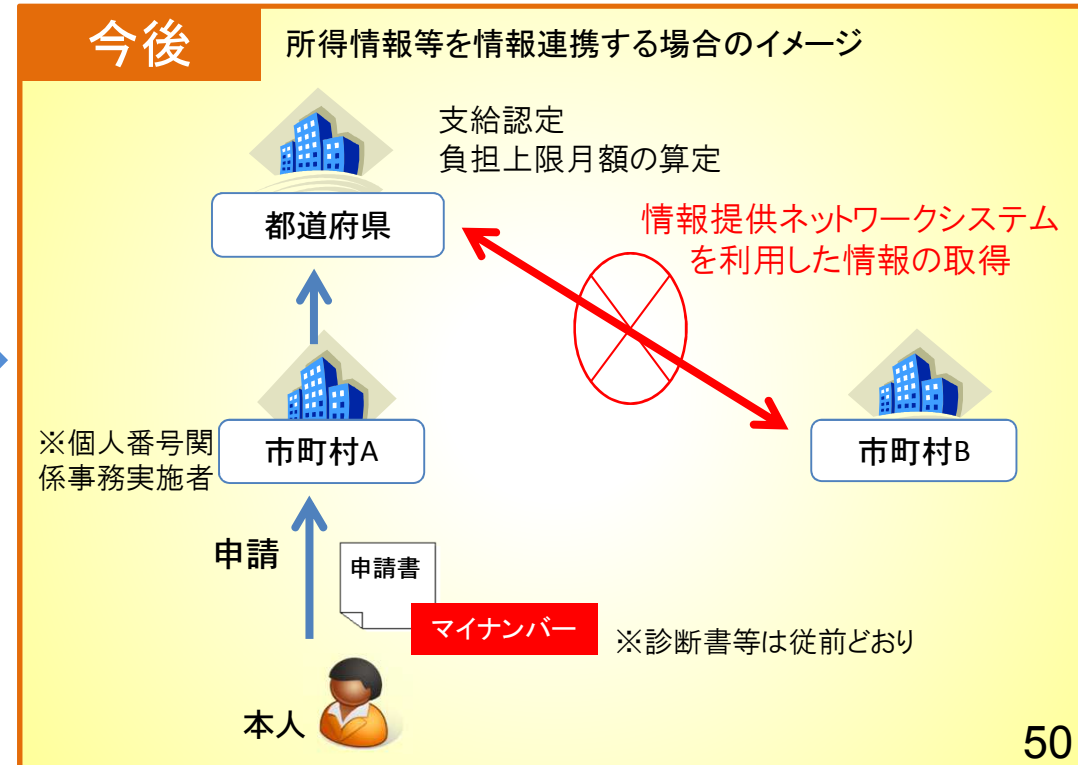 今後
所得情報等を情報連携する場合のイメージ
支給認定
負担上限月額の算定
都道府県
情報提供ネットワークシステム
を利用した情報の取得
※個人番号関
係事務実施者
市町村A
市町村B
申請
申請書
マイナンバー
※診断書等は従前どおり
本人
50